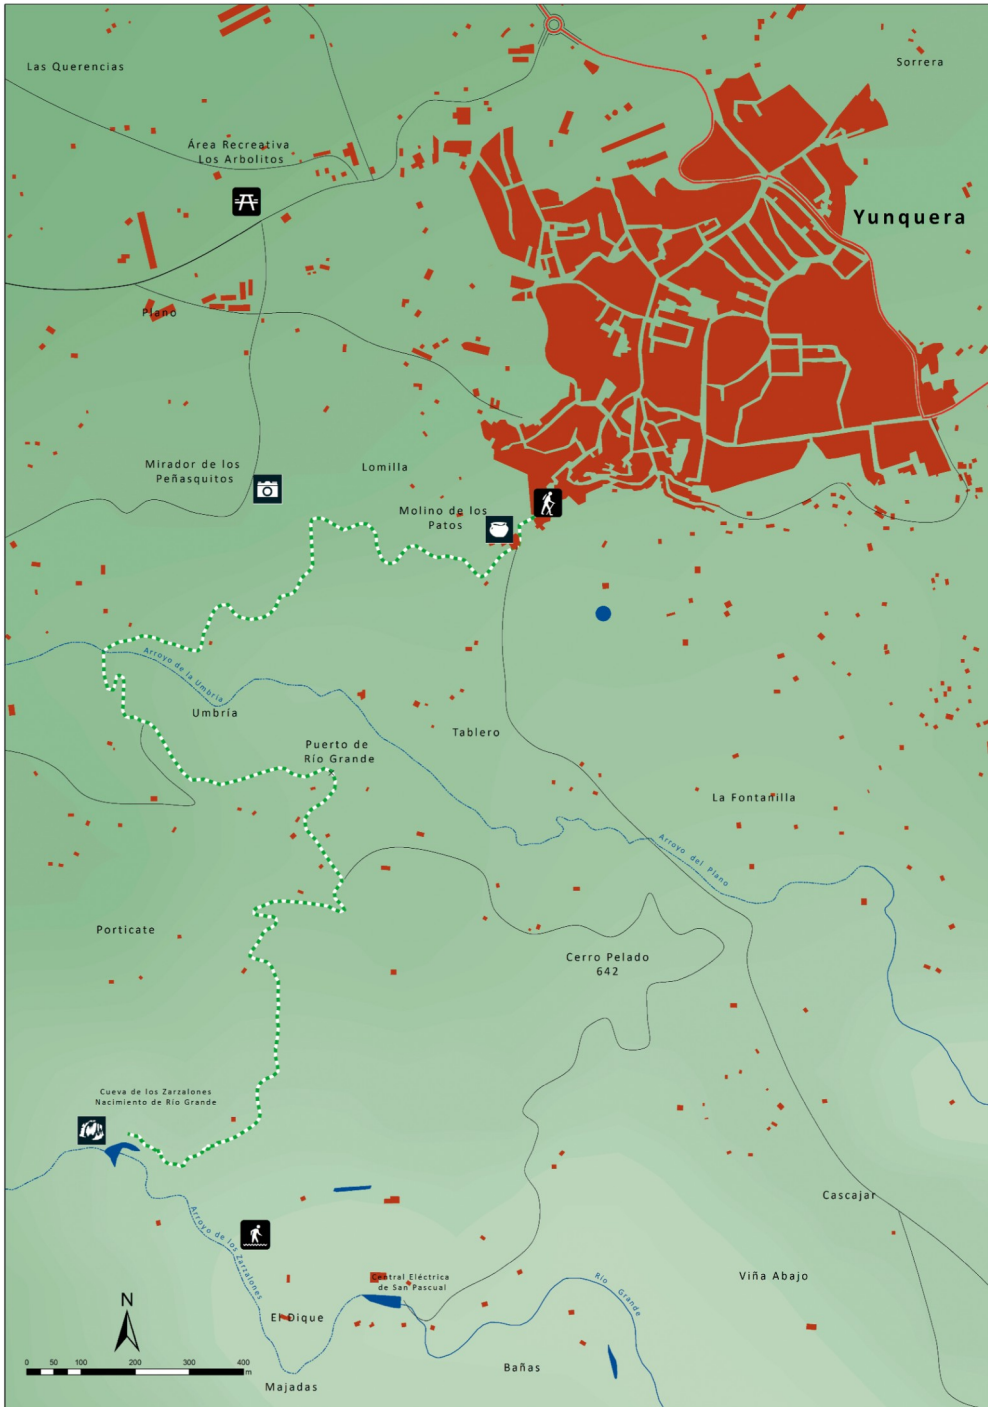 Las Querencias
Sorrera
Área Recreativa
Los Arbolitos
Yunquera
Plano
Mirador de los
Peñasquitos
Lomilla
Molino de los
Patos
Arroyo de la Umbría
Umbría
Tablero
Puerto de
Río Grande
La Fontanilla
Arroyo del Plano
Porticate
Cerro Pelado
642
Cueva de los Zarzalones
Nacimiento de Río Grande
Cascajar
Arroyo de los Zarzalones
Viña Abajo
Central Eléctrica
de San Pascual
Río Grande
El Dique
N
0 50 100 200 300 400
m
Bañas
Majadas